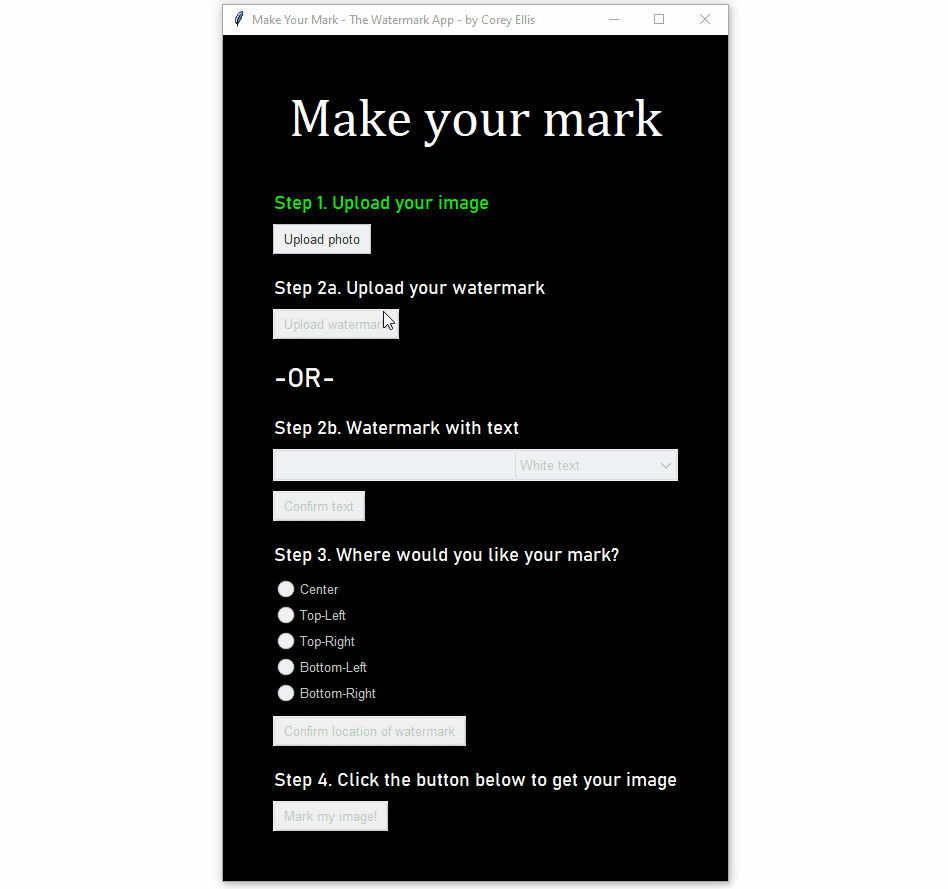 Make Your Mark - The Watermark App - by Corey Ellis
Make your mark
Step 1. Upload your image
Upload photo
Step 2a. Upload your watermark
Upload watermark
-OR-
Step 2b. Watermark with text
White text
Confirm text
Step 3. Where would you like your mark?
Center
Top-Left
Top-Right
Bottom-Left
Bottom-Right
Confirm location of watermark
Step 4. Click the button below to get your image
Mark my image!